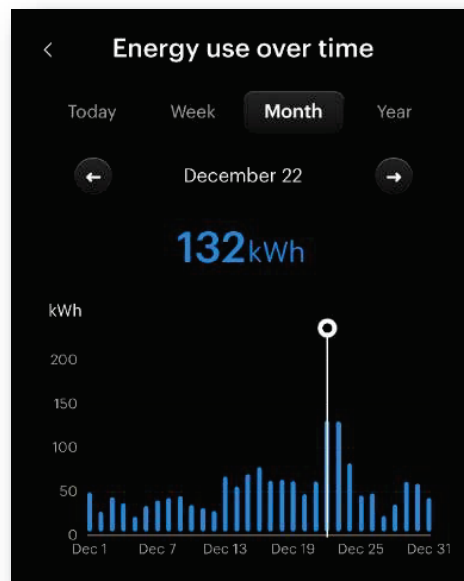 Energy use over time
Today Week Month Year
December 22
132kWh
kWh
200
150
100
50
0
Dec 1 Dec 7 Dec 13 Dec 19 Dec 25 Dec 31